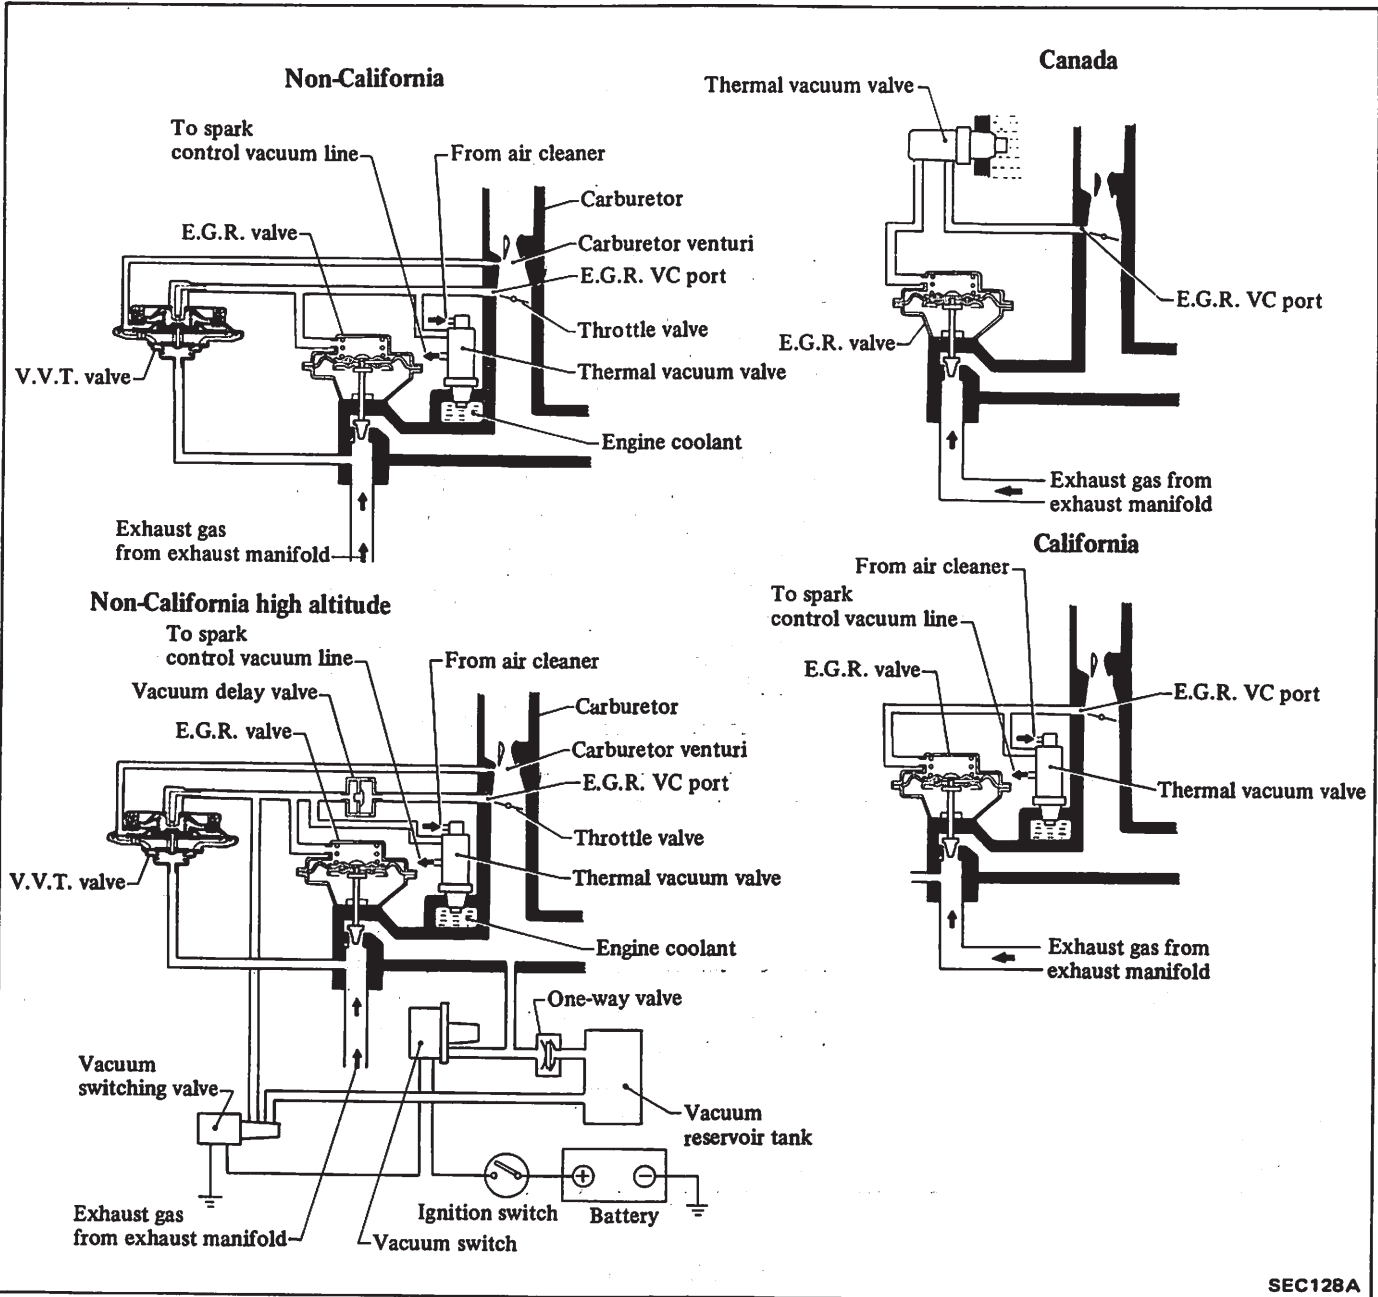 Non-California
To spark
control vacuum line
From air cleaner
Carburetor
E.G.R. valve
Carburetor venturi
E.G.R. VC port
Throttle valve
V.V.T. valve
Thermal vacuum valve
Engine coolant
Exhaust gas
from exhaust manifold
Canada
Thermal vacuum valve
E.G.R. VC port
E.G.R. valve
Exhaust gas from
exhaust manifold
Non-California high altitude
To spark
control vacuum line
From air cleaner
Vacuum delay valve
Carburetor
E.G.R. valve
Carburetor venturi
E.G.R. VC port
Throttle valve
V.V.T. valve
Thermal vacuum valve
Engine coolant
One-way valve
Vacuum
switching valve
Vacuum
reservoir tank
Ignition switch
Battery
Exhaust gas
from exhaust manifold
Vacuum switch
California
From air cleaner
To spark
control vacuum line
E.G.R. valve
E.G.R. VC port
Thermal vacuum valve
Exhaust gas from
exhaust manifold
SEC128A